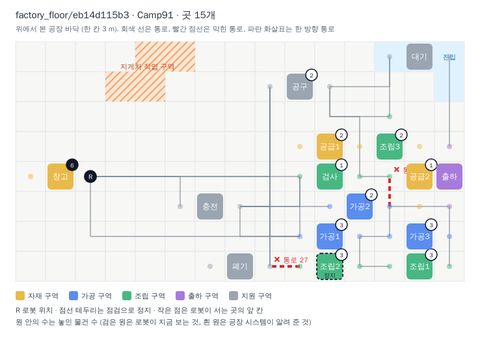 factory_floor/eb14d115b3 · Camp91 · 곳 15개
위에서 본 공장 바닥 (한 칸 3 m). 회색 선은 통로, 빨간 점선은 막힌 통로, 파란 화살표는 한 방향 통로
대기
지게차 작업 구역
공구 2
공급1 2
조립3 2
창고 6
R
검사 1
공급2 1
출하
충전
가공2 2
가공1 3
가공3 3
폐기
통로 27
조립2 3
조립1 3
자재 구역
가공 구역
조립 구역
출하 구역
지원 구역
R 로봇 위치 · 점선 테두리는 점검으로 정지 · 작은 점은 로봇이 서는 곳의 앞 칸
원 안의 수는 놓인 물건 수 (검은 원은 로봇이 지금 보는 것, 흰 원은 공장 시스템이 알려 준 것)